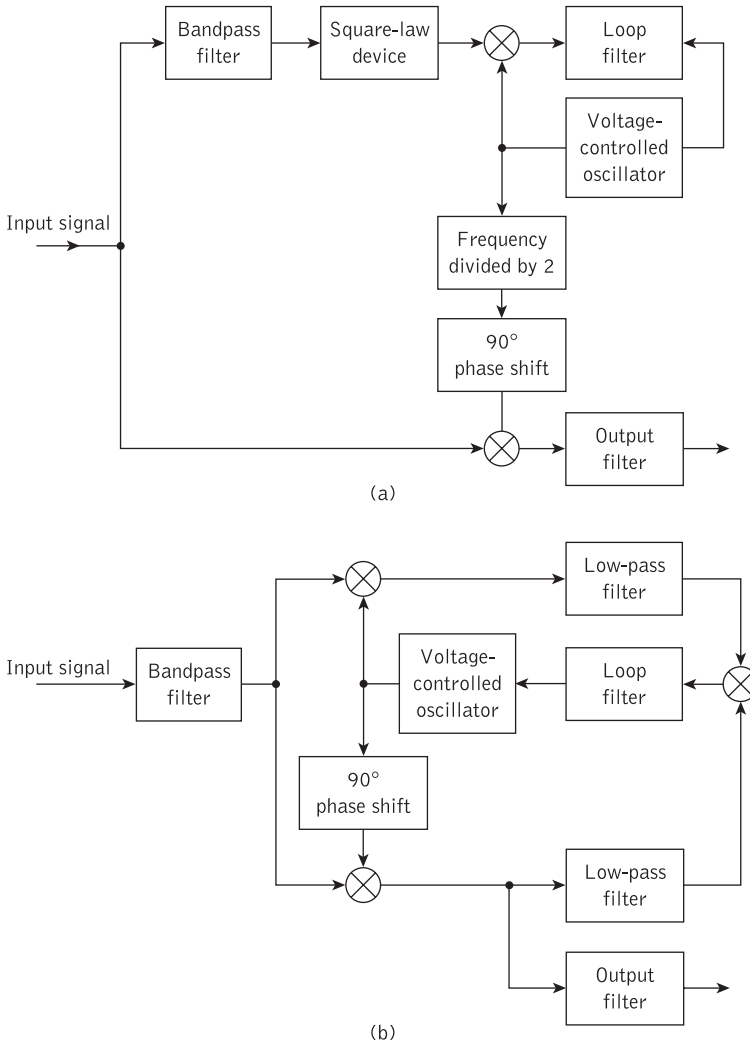 Bandpass
filter
Square-law
device
Loop
filter
Voltage-
controlled
oscillator
Input signal
Frequency
divided by 2
90°
phase shift
Output
filter
(a)
Low-pass
filter
Input signal
Bandpass
filter
Voltage-
controlled
oscillator
Loop
filter
90°
phase shift
Low-pass
filter
Output
filter
(b)